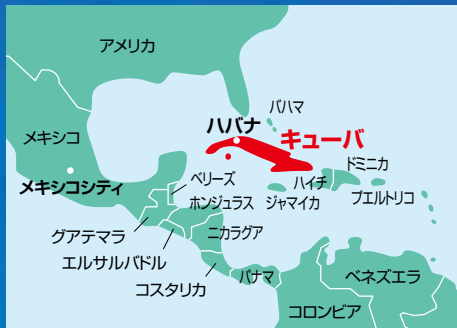 アメリカ
バハマ
ハバナ
キューバ
メキシコ
メキシコシティ
ドミニカ
ハイチ
プエルトリコ
ジャマイカ
ベリーズ
ホンジュラス
グアテマラ
ニカラグア
エルサルバドル
コスタリカ
パナマ
ベネズエラ
コロンビア